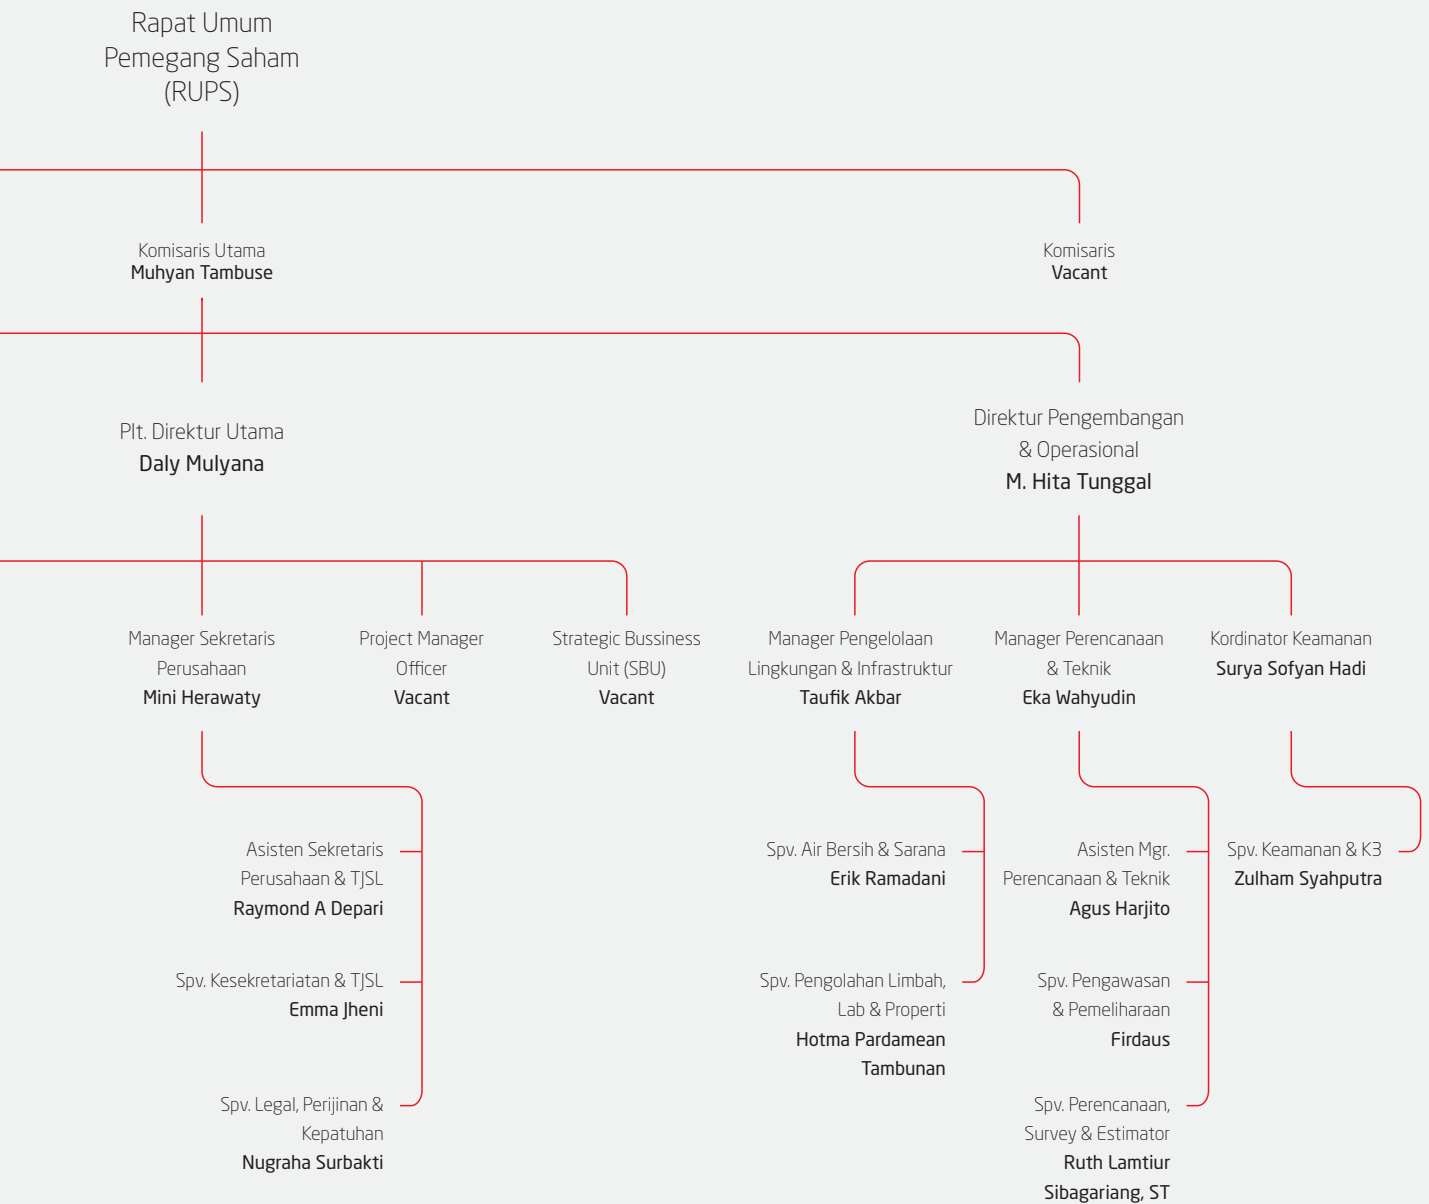 Rapat Umum
Pemegang Saham
(RUPS)
Komisaris Utama
Muhyan Tambuse
Komisaris
Vacant
Plt. Direktur Utama
Daly Mulyana
Direktur Pengembangan
& Operasional
M. Hita Tunggal
Manager Sekretaris
Perusahaan
Mini Herawaty
Project Manager
Officer
Vacant
Strategic Bussiness
Unit (SBU)
Vacant
Manager Pengelolaan
Lingkungan & Infrastruktur
Taufik Akbar
Manager Perencanaan
& Teknik
Eka Wahyudin
Kordinator Keamanan
Surya Sofyan Hadi
Asisten Sekretaris
Perusahaan & TJSL
Raymond A Depari
Spv. Kesekretariatan & TJSL
Emma Jheni
Spv. Legal, Perijinan &
Kepatuhan
Nugraha Surbakti
Spv. Air Bersih & Sarana
Erik Ramadani
Spv. Pengolahan Limbah,
Lab & Properti
Hotma Pardamean
Tambunan
Asisten Mgr.
Perencanaan & Teknik
Agus Harjito
Spv. Pengawasan
& Pemeliharaan
Firdaus
Spv. Perencanaan,
Survey & Estimator
Ruth Lamtiur
Sibagariang, ST
Spv. Keamanan & K3
Zulham Syahputra